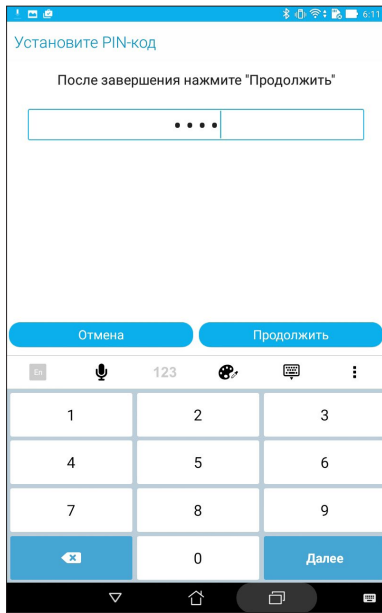 6:11
Установите PIN-код
После завершения нажмите "Продолжить"
••••
Отмена
Продолжить
En
123
1
2
3
4
5
6
7
8
9
0
Далее